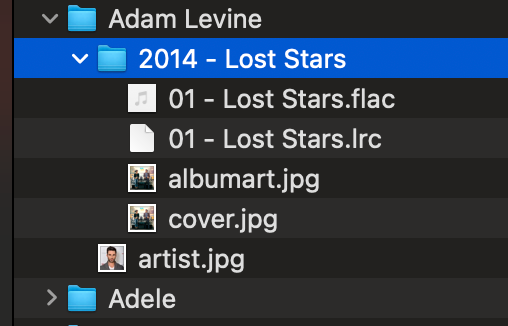 Adam Levine
2014 - Lost Stars
01 - Lost Stars.flac
01 - Lost Stars.lrc
albumart.jpg
cover.jpg
artist.jpg
Adele